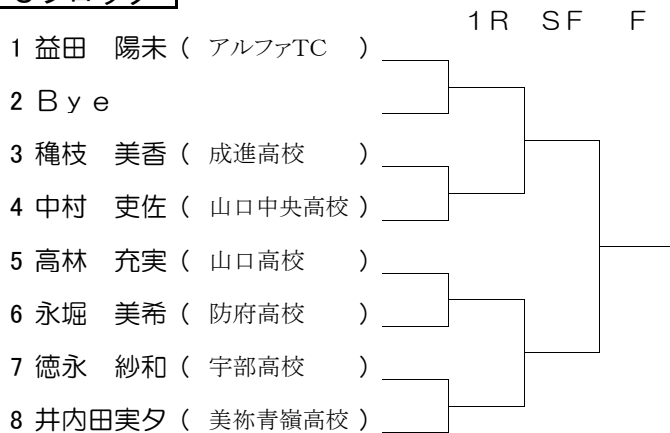 1R SF F
1 益田 陽未 ( アルファTC )
2 Bye
3 穐枝 美香 ( 成進高校 )
4 中村 吏佐 ( 山口中央高校 )
5 高林 充実 ( 山口高校 )
6 永堀 美希 ( 防府高校 )
7 徳永 紗和 ( 宇部高校 )
8 井内田実夕 ( 美祢青嶺高校 )